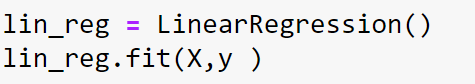 lin_reg = LinearRegression()
lin_reg.fit(X,y )